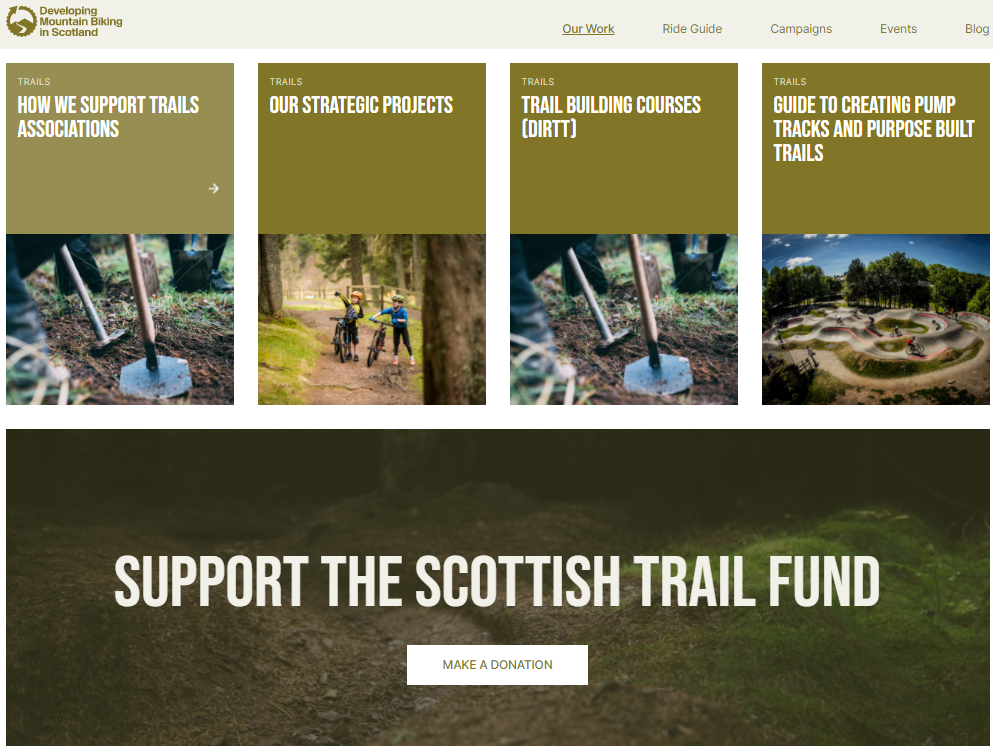 Developing
Mountain Biking
in Scotland
Our Work
Ride Guide
Campaigns
Events
Blog
TRAILS
HOW WE SUPPORT TRAILS
ASSOCIATIONS
TRAILS
OUR STRATEGIC PROJECTS
TRAILS
TRAIL BUILDING COURSES
(DIRTT)
TRAILS
GUIDE TO CREATING PUMP
TRACKS AND PURPOSE BUILT
TRAILS
SUPPORT THE SCOTTISH TRAIL FUND
MAKE A DONATION